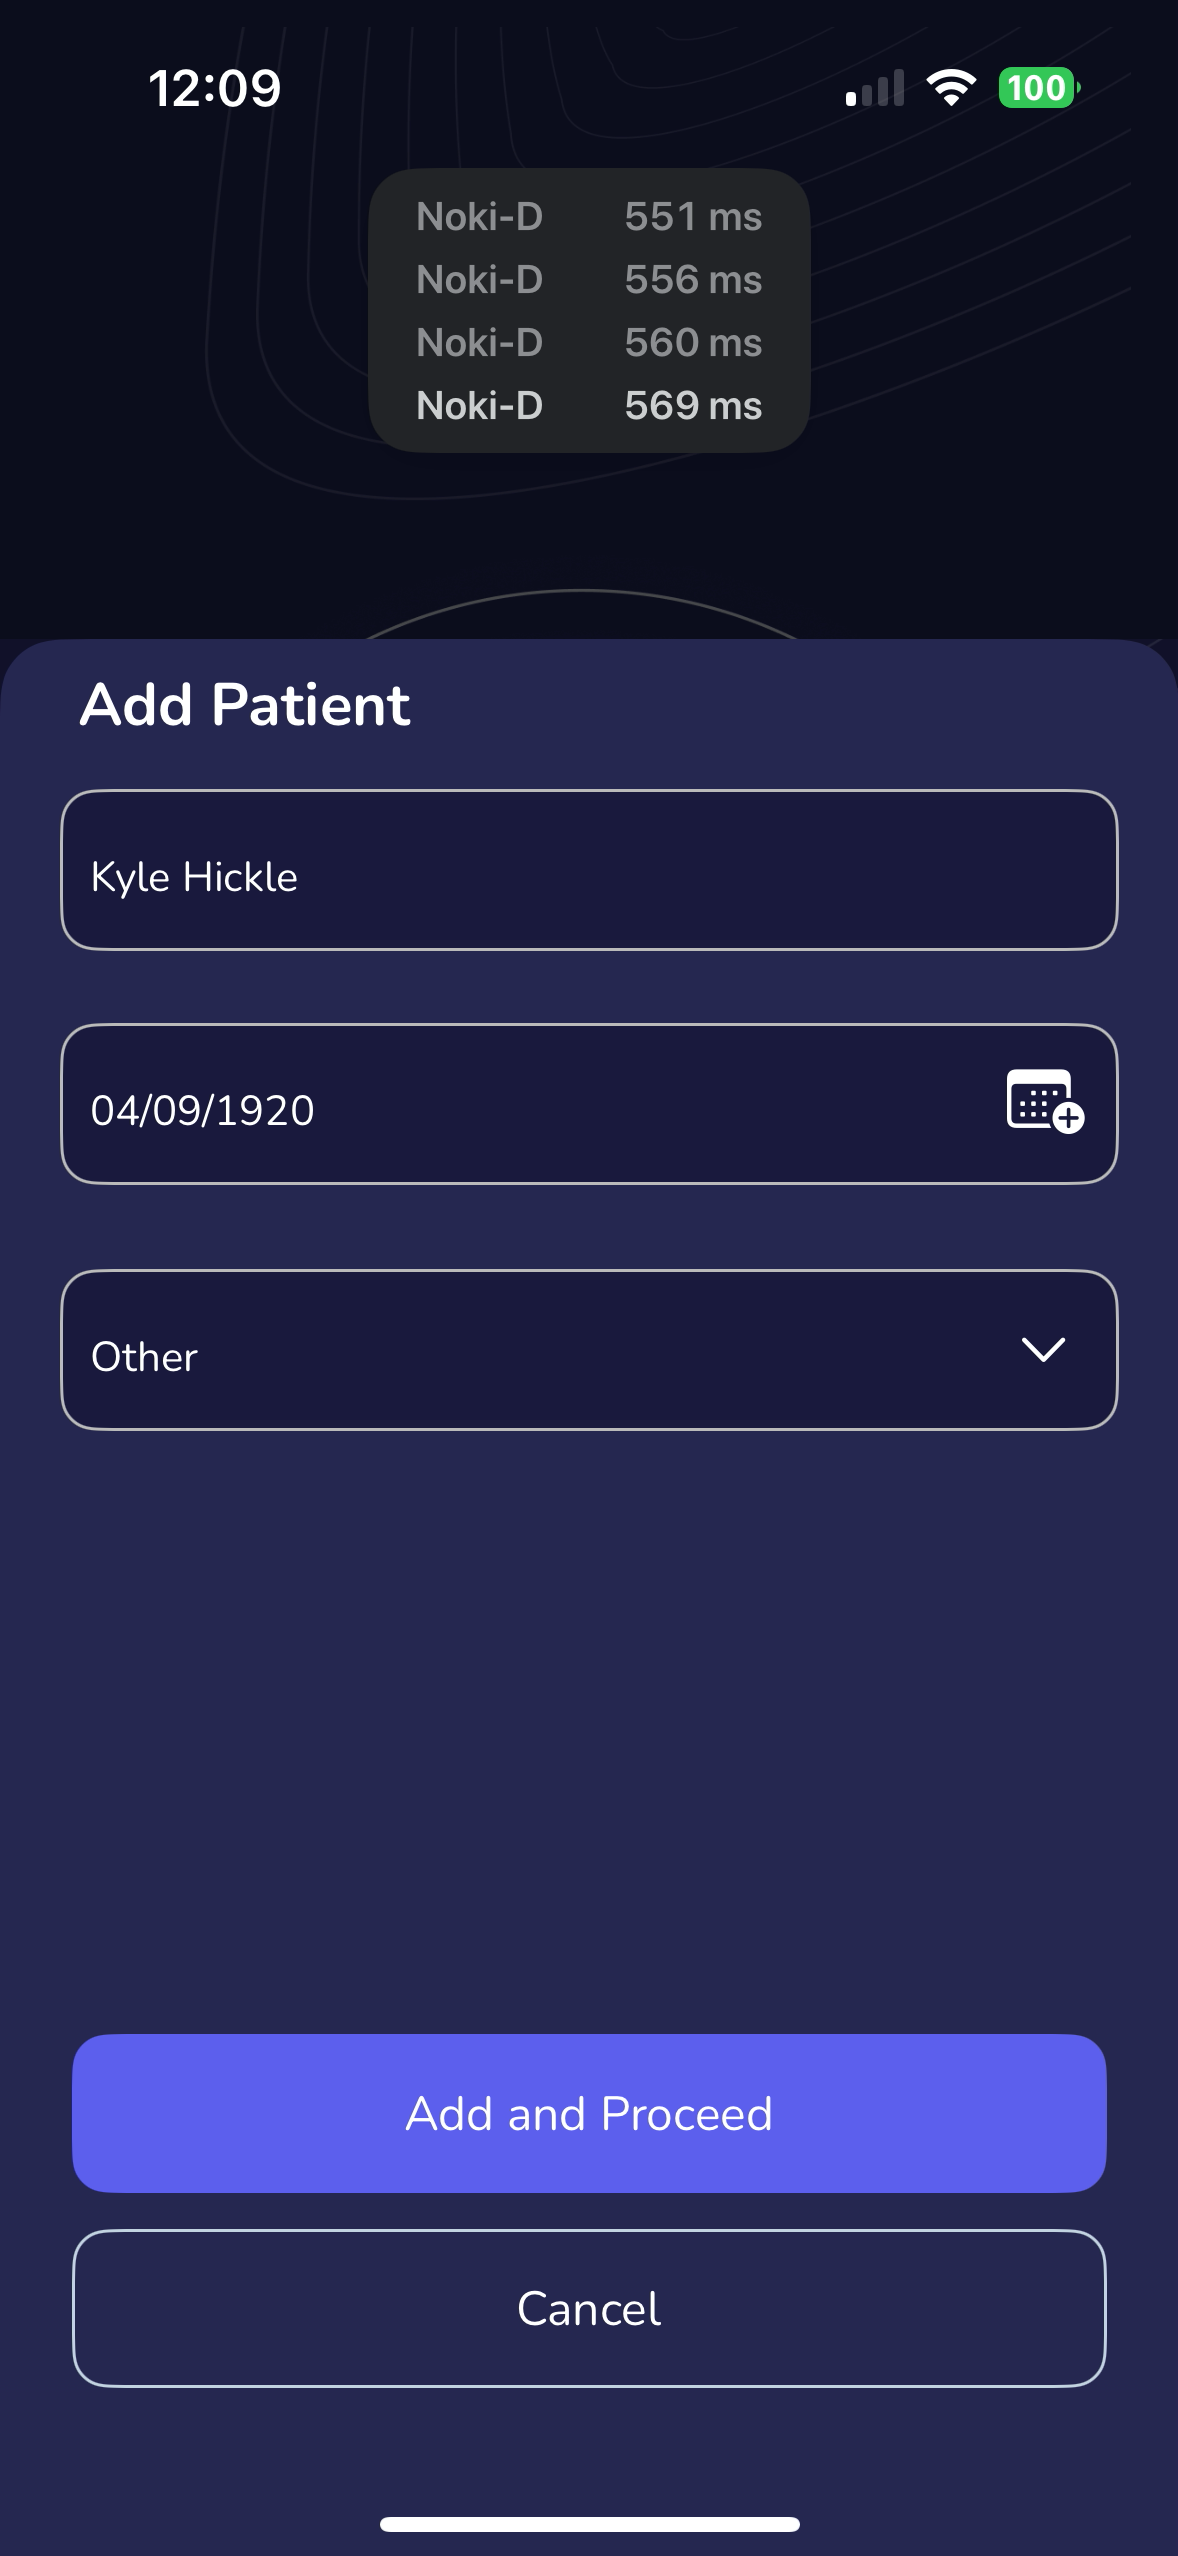 12:09
100
Noki-D 551 ms
Noki-D 556 ms
Noki-D 560 ms
Noki-D 569 ms
Add Patient
Kyle Hickle
04/09/1920
Other
Add and Proceed
Cancel